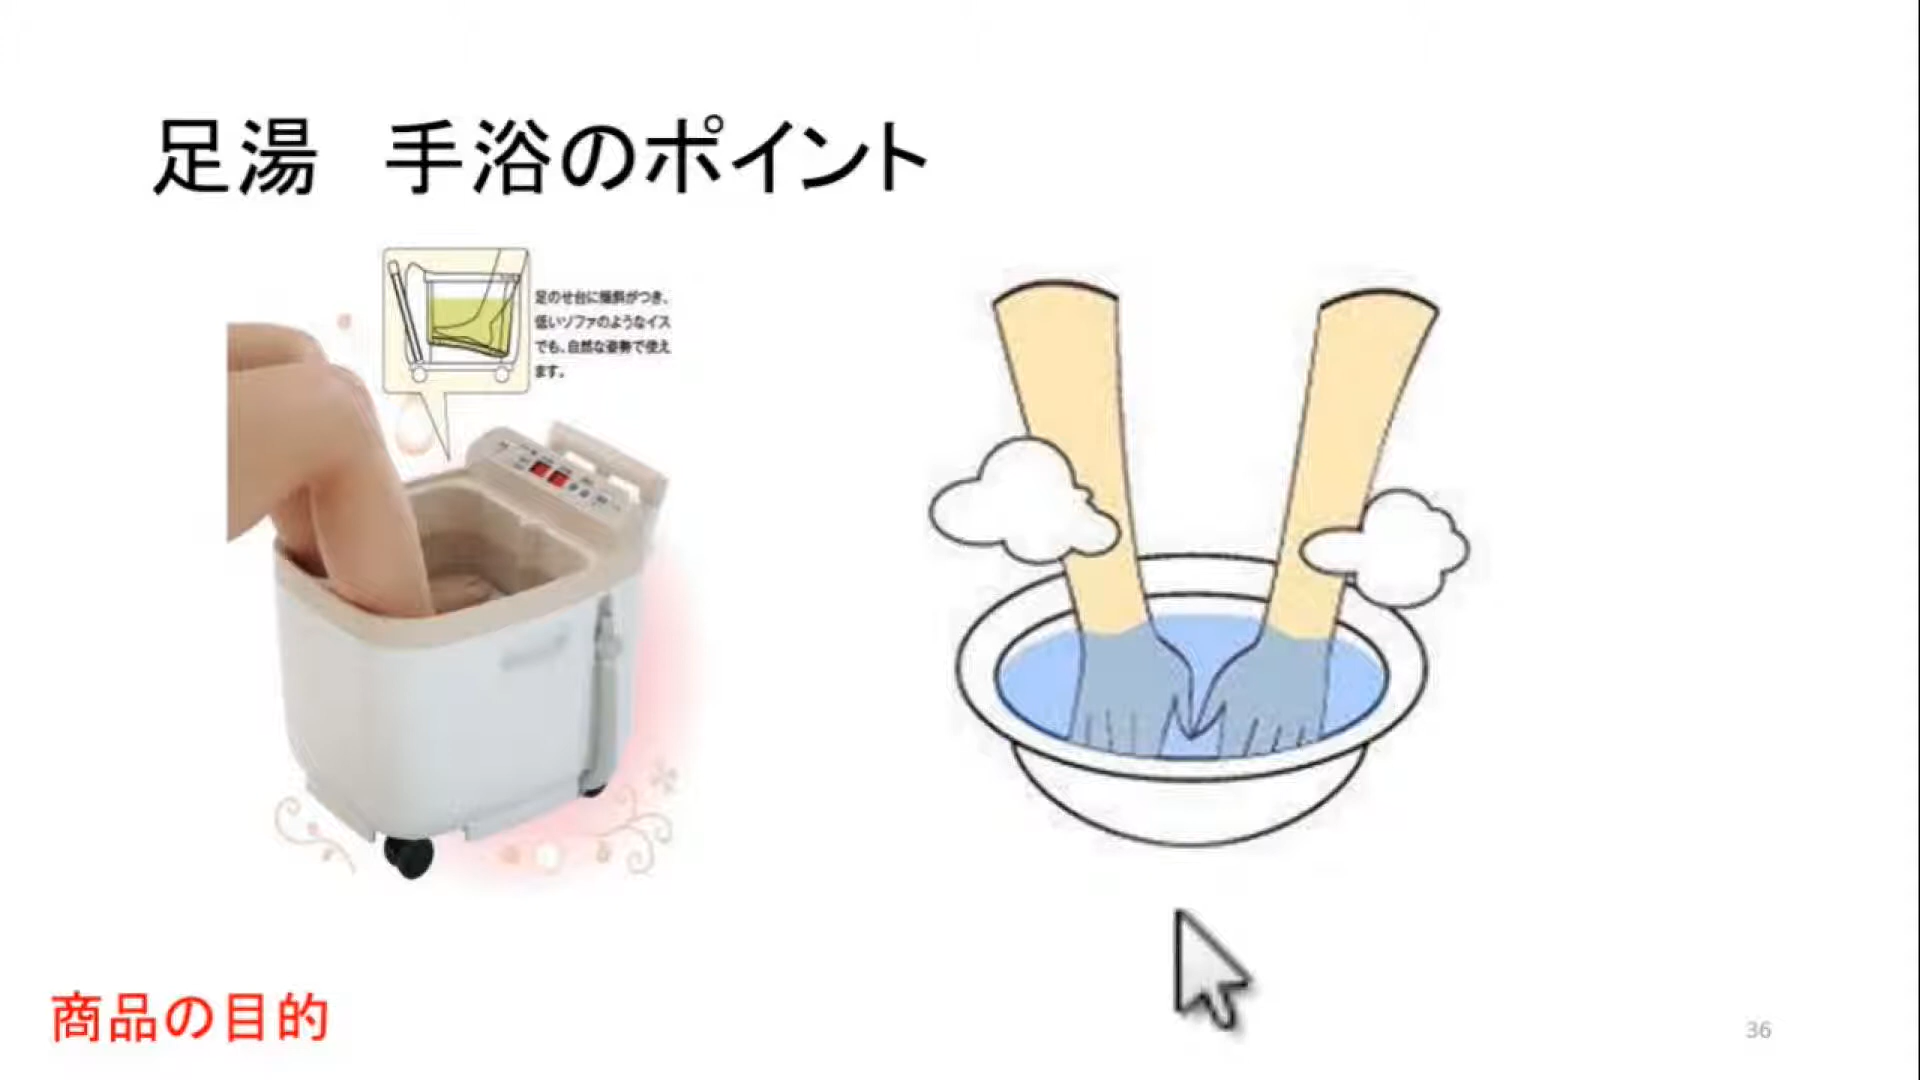 足湯　手浴のポイント
足のせ台に傾斜がつき、
低いソファのようなイス
でも、自然な姿勢で使え
ます。
商品の目的
36